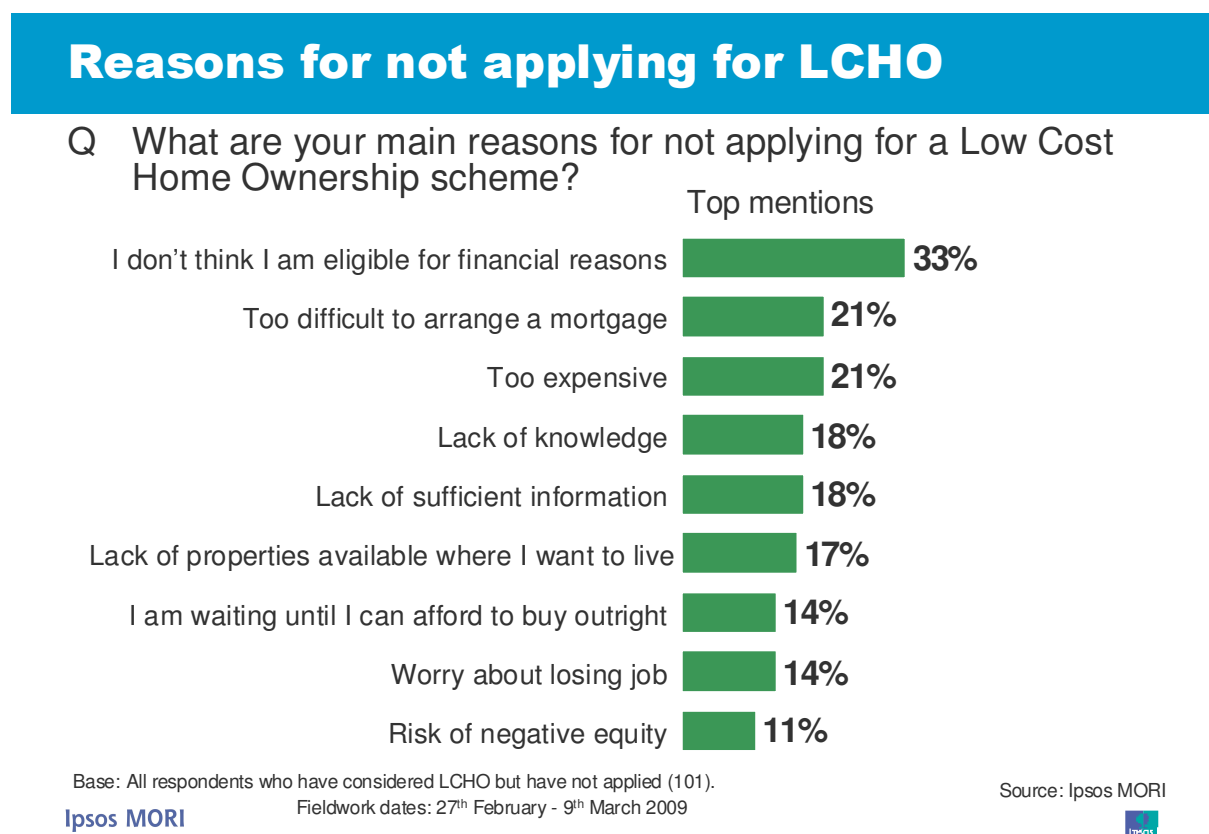 Reasons for not applying for LCHO
Q What are your main reasons for not applying for a Low Cost
Home Ownership scheme?
Top mentions
I don’t think I am eligible for financial reasons 33%
Too difficult to arrange a mortgage 21%
Too expensive 21%
Lack of knowledge 18%
Lack of sufficient information 18%
Lack of properties available where I want to live 17%
I am waiting until I can afford to buy outright 14%
Worry about losing job 14%
Risk of negative equity 11%
Base: All respondents who have considered LCHO but have not applied (101).
Fieldwork dates: 27th February - 9th March 2009
Source: Ipsos MORI
Ipsos MORI
Ipsos